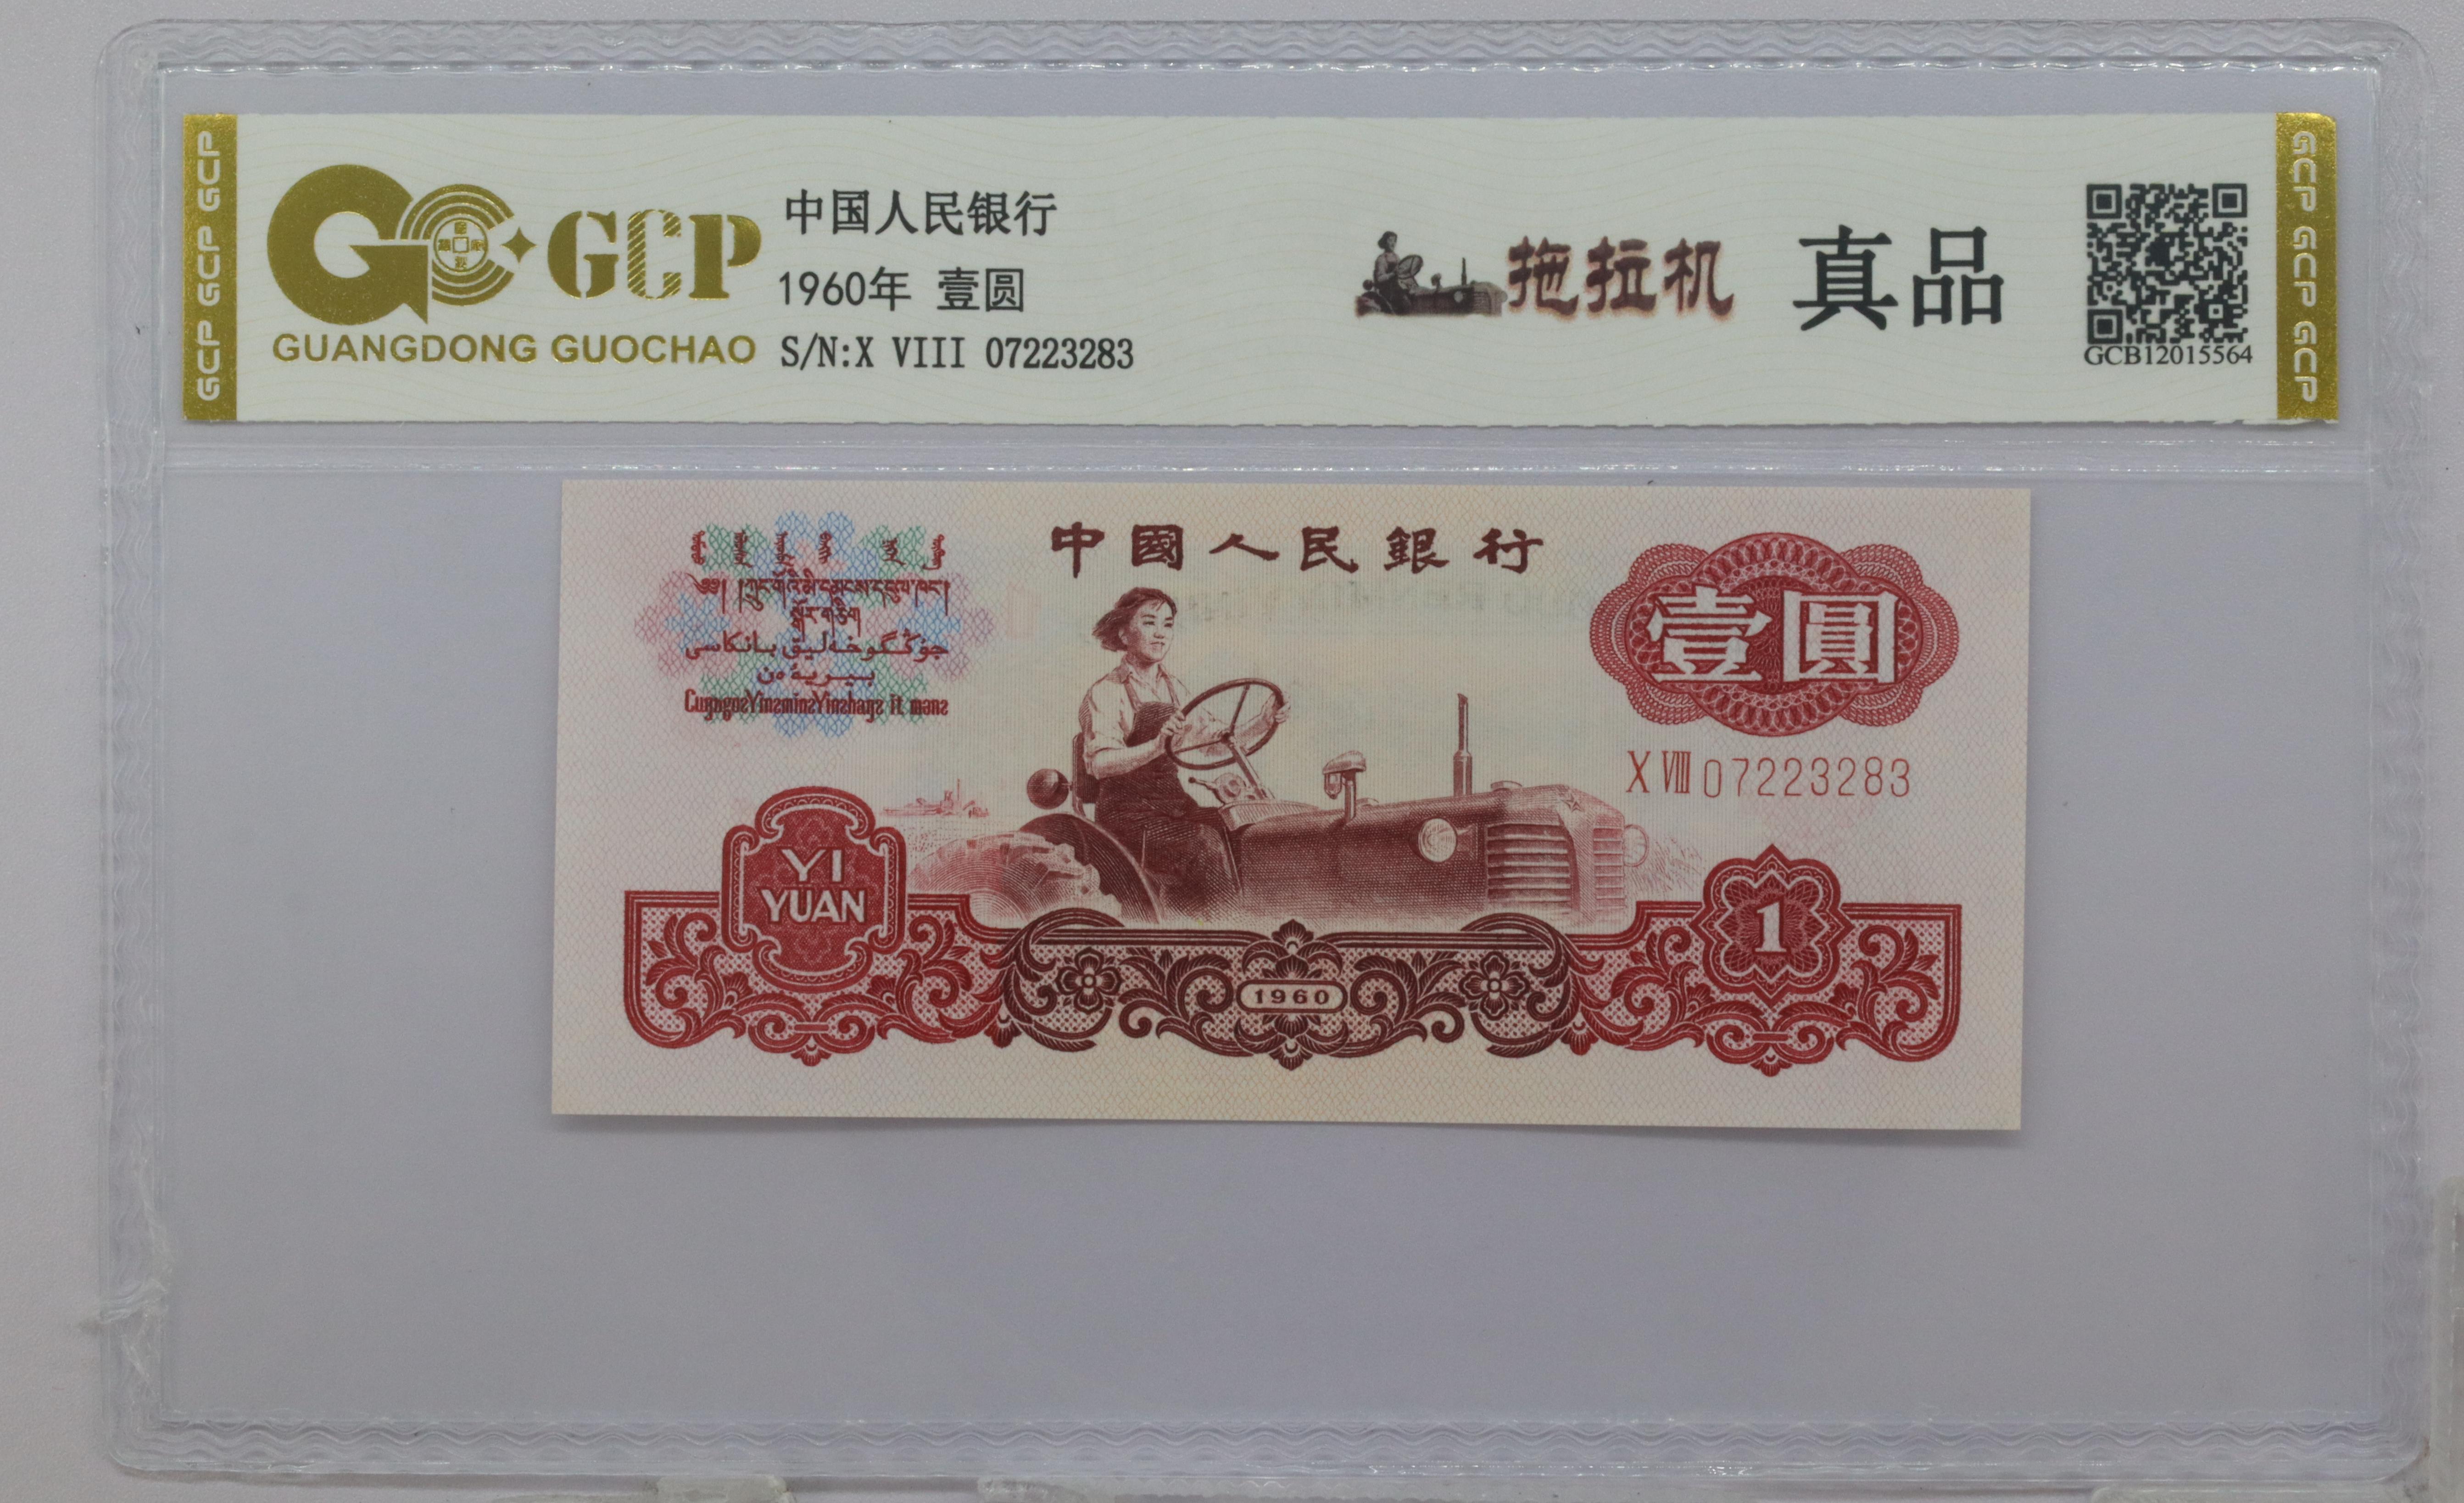 GCP GCP GCP
GCP
GUANGDONG GUOCHAO
中国人民银行
1960年 壹圆
S/N:X VIII 07223283
拖拉机
真品
GCB12015564
GCP GCP GCP
中國人民銀行
壹圓
X VIII 07223283
YI
YUAN
1960
1